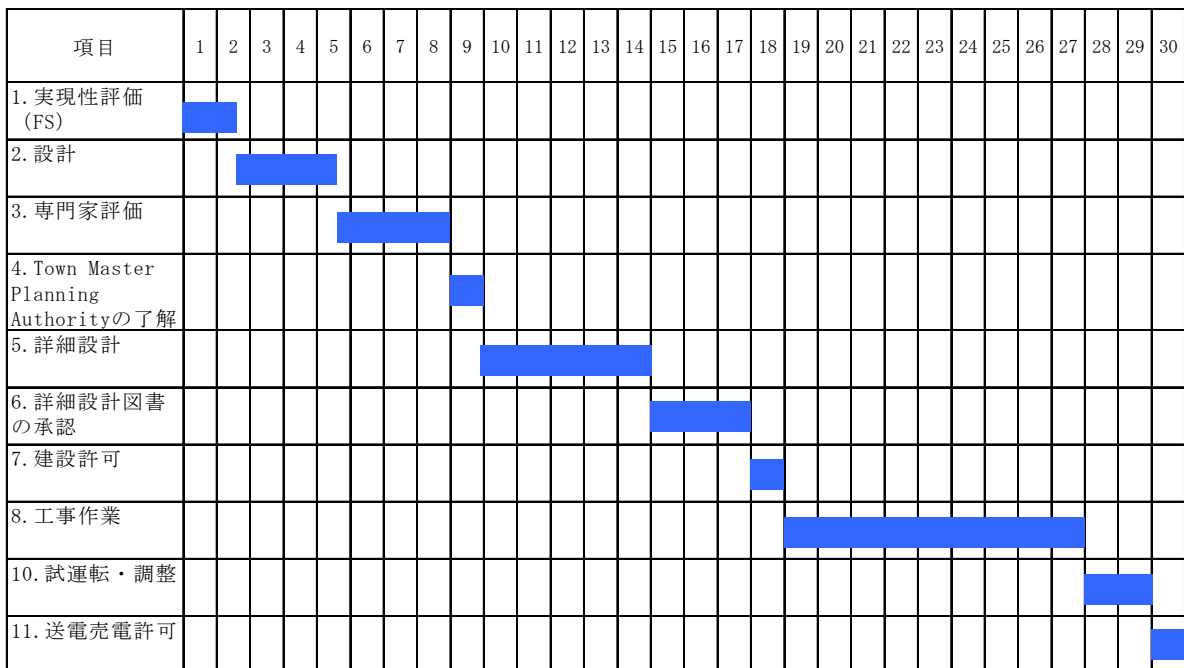 項目 1 2 3 4 5 6 7 8 9 10 11 12 13 14 15 16 17 18 19 20 21 22 23 24 25 26 27 28 29 30
1.実現性評価
(FS)
2.設計
3.専門家評価
4.Town Master
Planning
Authorityの了解
5.詳細設計
6.詳細設計図書
の承認
7.建設許可
8.工事作業
10.試運転・調整
11.送電売電許可